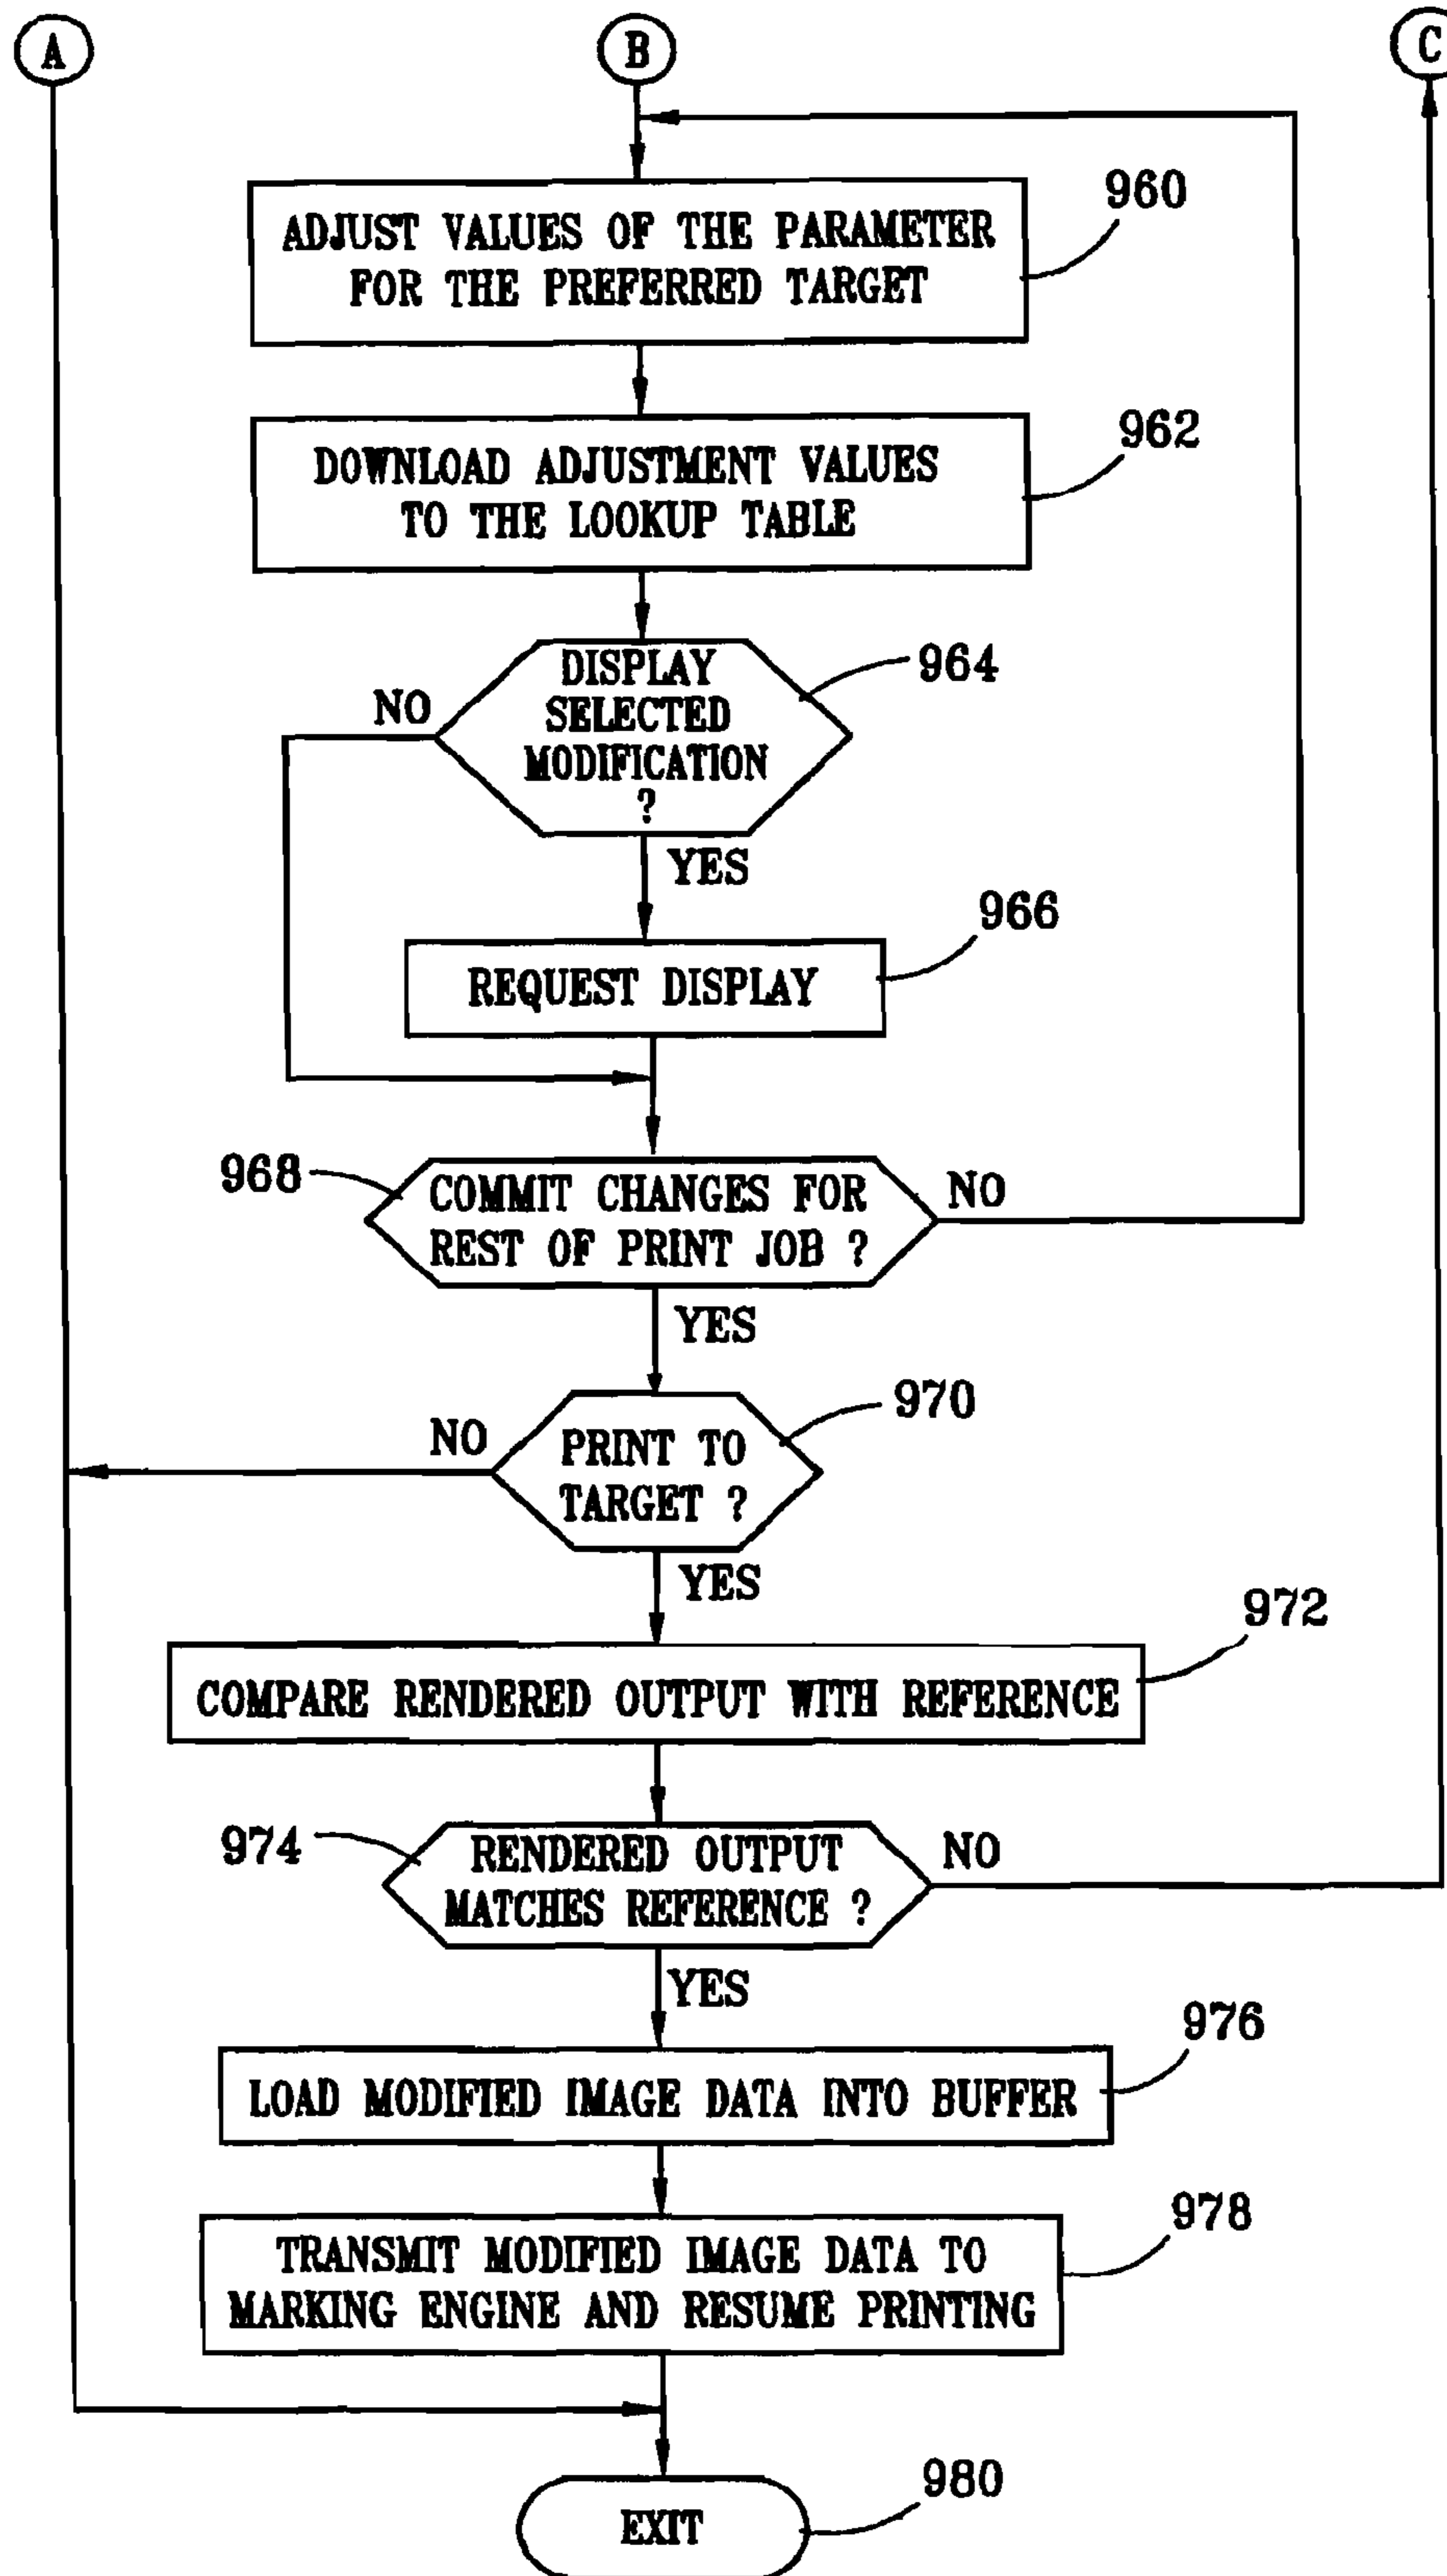 A
B
C
960
ADJUST VALUES OF THE PARAMETER
FOR THE PREFERRED TARGET
962
DOWNLOAD ADJUSTMENT VALUES
TO THE LOOKUP TABLE
964
NO
DISPLAY
SELECTED
MODIFICATION
?
YES
966
REQUEST DISPLAY
968
COMMIT CHANGES FOR
REST OF PRINT JOB ?
NO
YES
970
NO
PRINT TO
TARGET ?
YES
972
COMPARE RENDERED OUTPUT WITH REFERENCE
974
RENDERED OUTPUT
MATCHES REFERENCE ?
NO
YES
976
LOAD MODIFIED IMAGE DATA INTO BUFFER
978
TRANSMIT MODIFIED IMAGE DATA TO
MARKING ENGINE AND RESUME PRINTING
980
EXIT